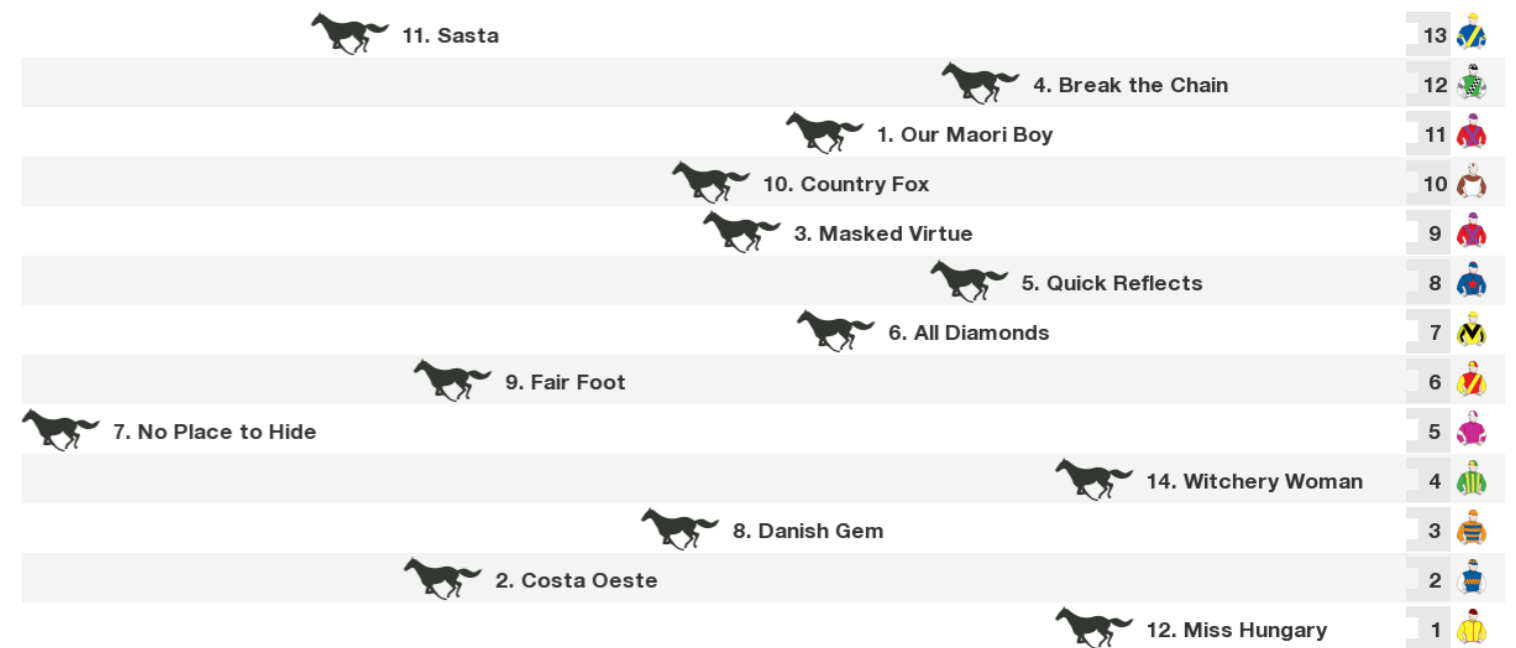 11. Sasta 13
4. Break the Chain 12
1. Our Maori Boy 11
10. Country Fox 10
3. Masked Virtue 9
5. Quick Reflects 8
6. All Diamonds 7
9. Fair Foot 6
7. No Place to Hide 5
14. Witchery Woman 4
8. Danish Gem 3
2. Costa Oeste 2
12. Miss Hungary 1